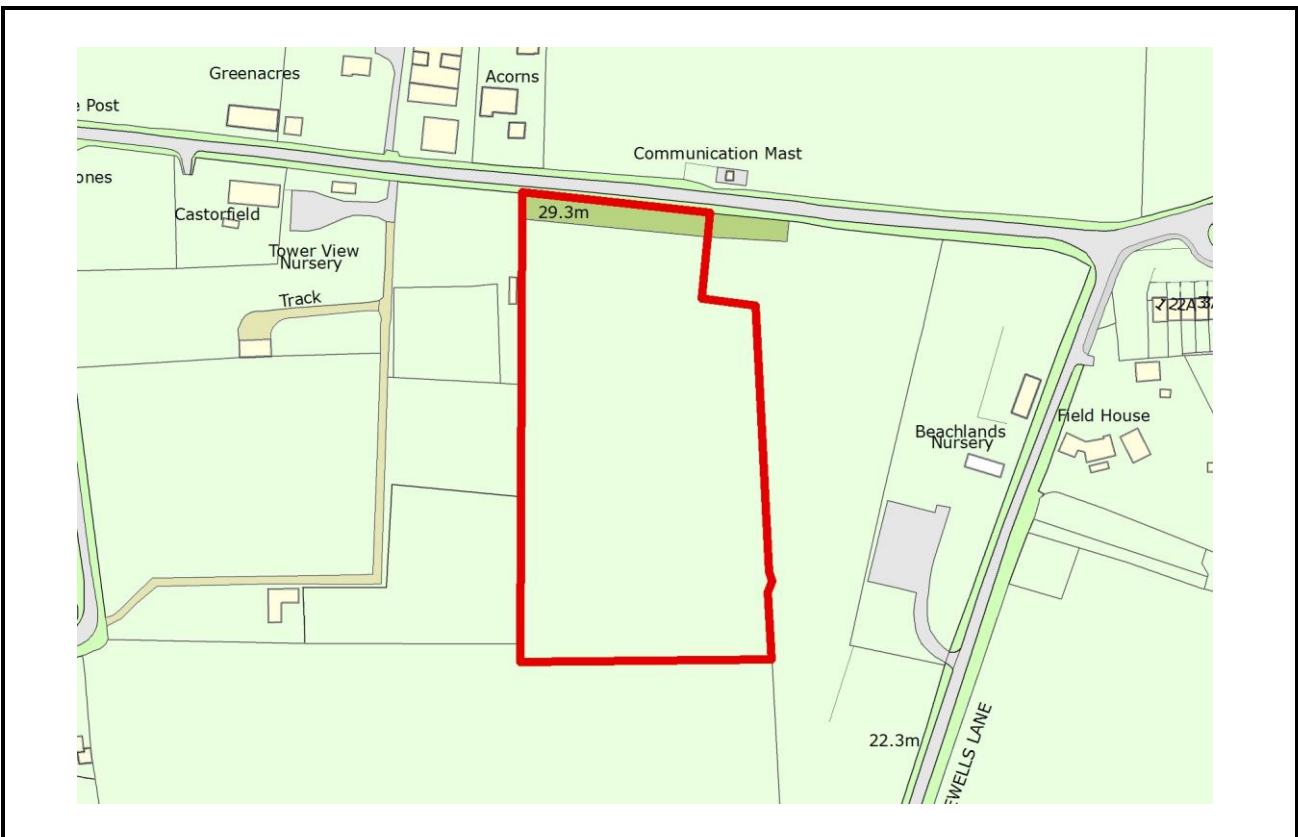 Greenacres
Acorns
e Post
Communication Mast
ones
Castorfield
29.3m
Tower View
Nursery
Track
Field House
Beachlands
Nursery
22.3m
EWELLS LANE